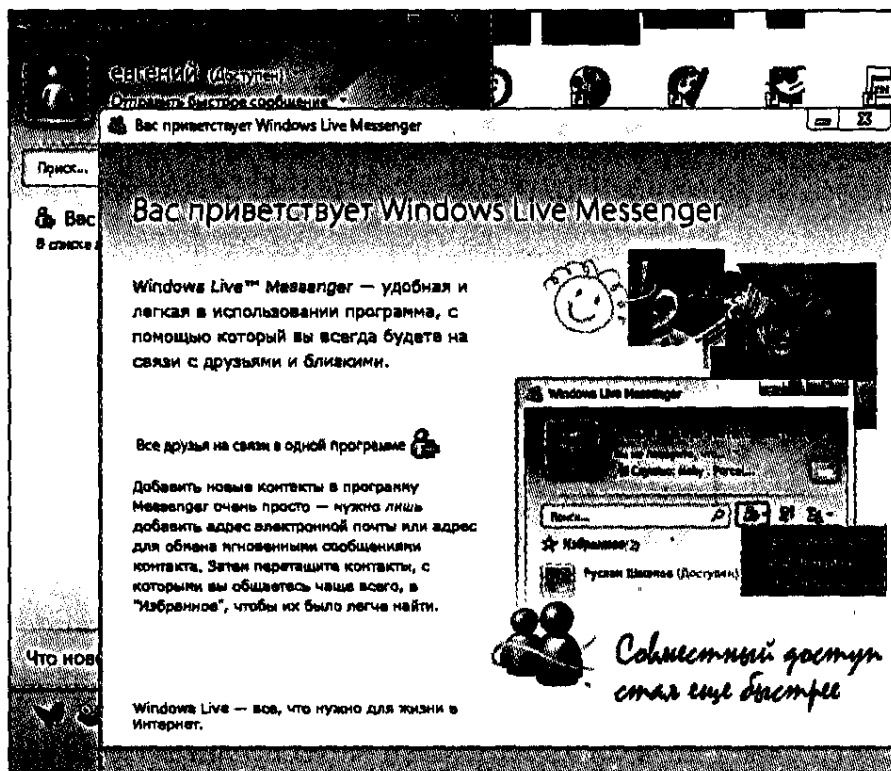 евгений (Доступен)
Отправить быстрое сообщение
Вас приветствует Windows Live Messenger
Поиск...
Вас
В списке
Вас приветствует Windows Live Messenger
Windows Live™ Messenger — удобная и
легкая в использовании программа, с
помощью который вы всегда будете на
связи с друзьями и близкими.
Windows Live Messenger
Все друзья на связи в одной программе
Добавить новые контакты в программу
Messenger очень просто — нужно лишь
добавить адрес электронной почты или адрес
для обмена мгновенными сообщениями
контакта. Затем перетащите контакты, с
которыми вы общаетесь чаще всего, в
"Избранное", чтобы их было легче найти.
Поиск...
Избранное
Руслан (Доступен)
Совместный доступ
стал еще быстрее
Что нов
Windows Live — все, что нужно для жизни в
Интернет.